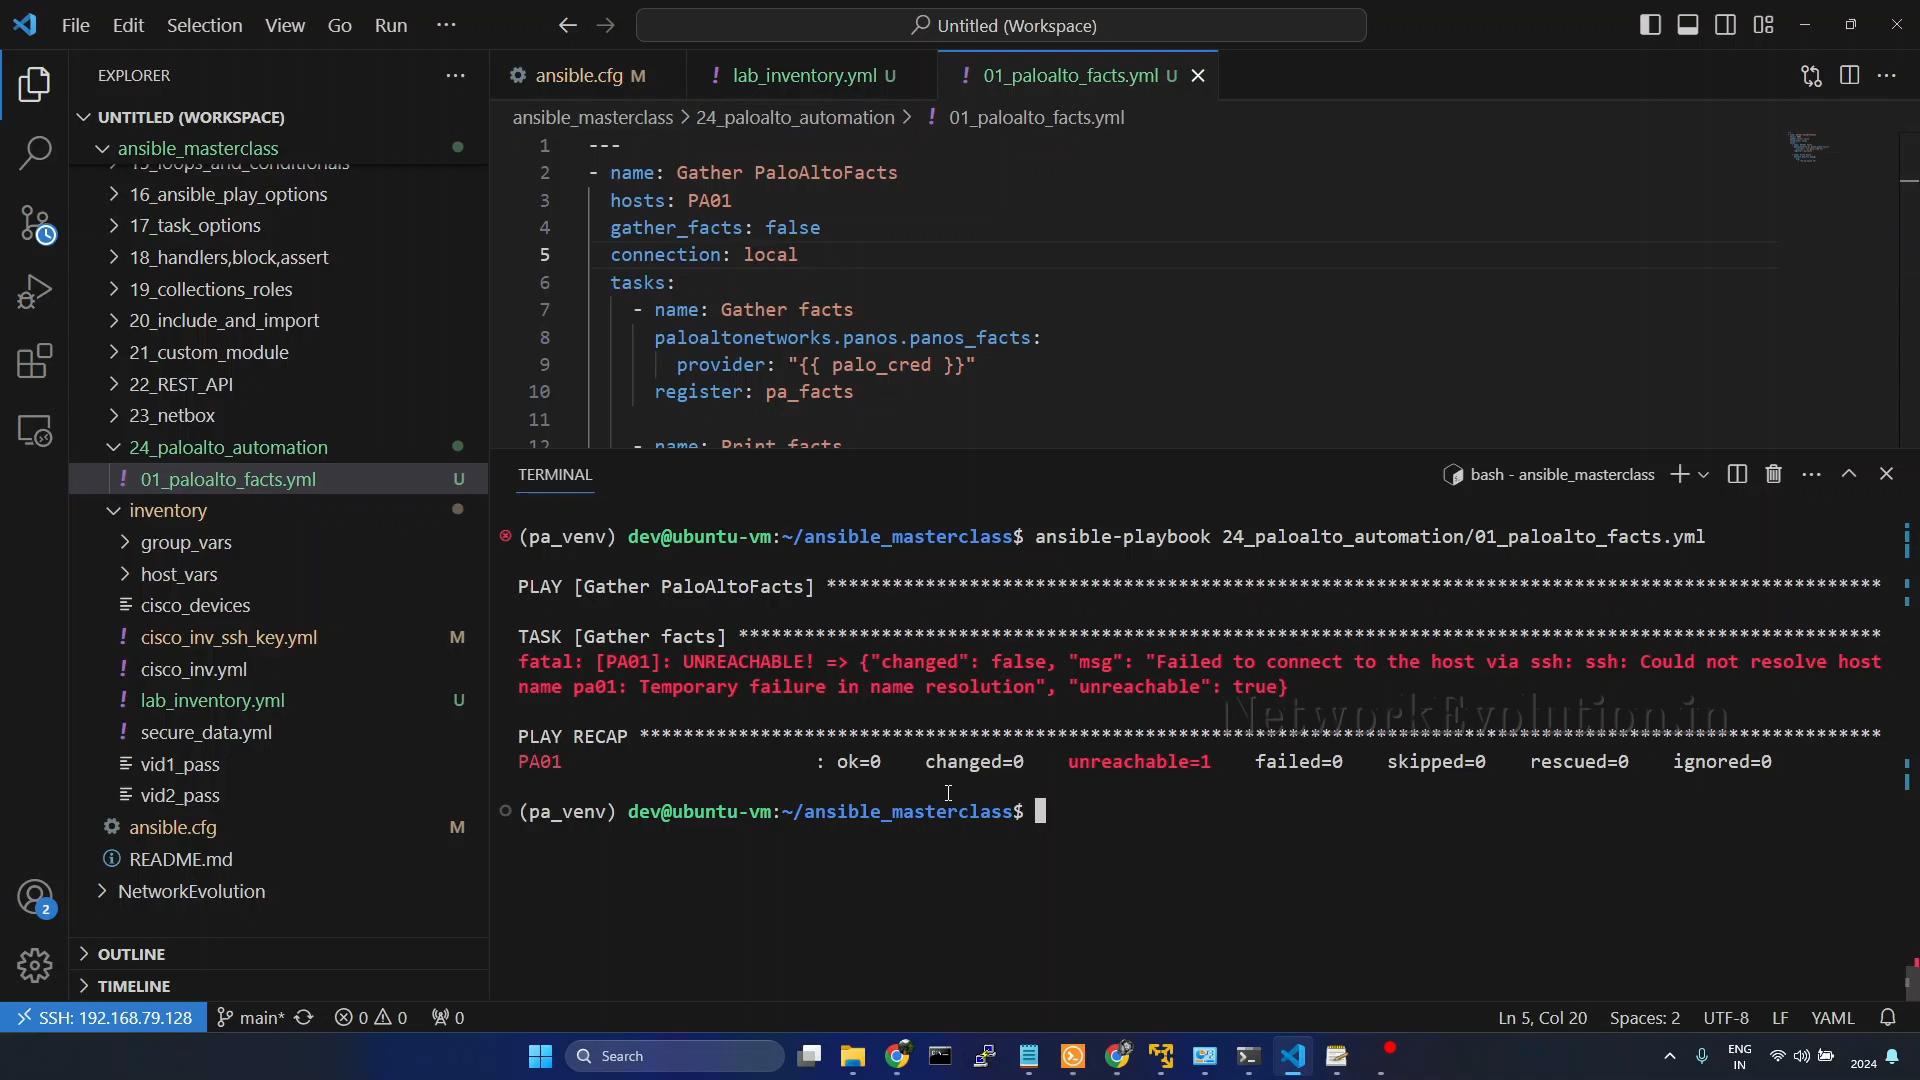 File Edit Selection View Go Run ···
Untitled (Workspace)
EXPLORER
UNTITLED (WORKSPACE)
ansible_masterclass
15_loops_and_conditionals
16_ansible_play_options
17_task_options
18_handlers,block,assert
19_collections_roles
20_include_and_import
21_custom_module
22_REST_API
23_netbox
24_paloalto_automation
! 01_paloalto_facts.yml U
inventory
group_vars
host_vars
cisco_devices
! cisco_inv_ssh_key.yml M
! cisco_inv.yml
! lab_inventory.yml U
! secure_data.yml
vid1_pass
vid2_pass
ansible.cfg M
README.md
NetworkEvolution
OUTLINE
TIMELINE
2
ansible.cfg M ! lab_inventory.yml U ! 01_paloalto_facts.yml U
ansible_masterclass > 24_paloalto_automation > ! 01_paloalto_facts.yml
1 ---
2 - name: Gather PaloAltoFacts
3 hosts: PA01
4 gather_facts: false
5 connection: local
6 tasks:
7 - name: Gather facts
8 paloaltonetworks.panos.panos_facts:
9 provider: "{{ palo_cred }}"
10 register: pa_facts
11
12 - name: Print facts
TERMINAL
bash - ansible_masterclass
(pa_venv) dev@ubuntu-vm:~/ansible_masterclass$ ansible-playbook 24_paloalto_automation/01_paloalto_facts.yml
PLAY [Gather PaloAltoFacts] ***************************************************************************************************
TASK [Gather facts] ***********************************************************************************************************
fatal: [PA01]: UNREACHABLE! => {"changed": false, "msg": "Failed to connect to the host via ssh: ssh: Could not resolve host
name pa01: Temporary failure in name resolution", "unreachable": true}
NetworkEvolution.in
PLAY RECAP ********************************************************************************************************************
PA01 : ok=0 changed=0 unreachable=1 failed=0 skipped=0 rescued=0 ignored=0
(pa_venv) dev@ubuntu-vm:~/ansible_masterclass$
SSH: 192.168.79.128 main* 0 0 0
Ln 5, Col 20 Spaces: 2 UTF-8 LF YAML
Search
ENG
IN
2024